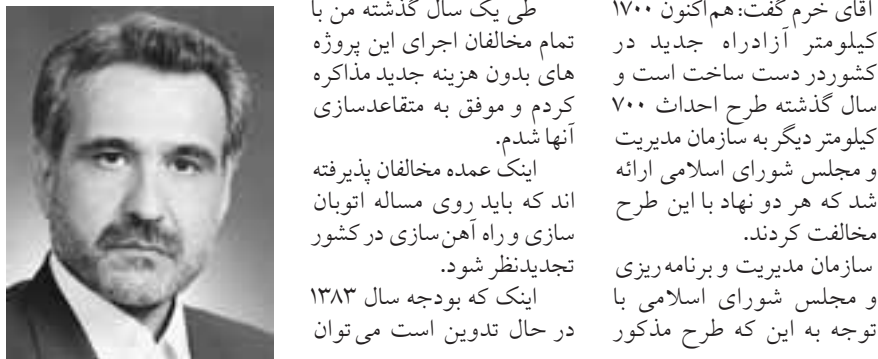 آقای خرم گفت: هم‌اکنون ۱۷۰۰
کیلومتر آزادراه جدید در
کشوردر دست ساخت است و
سال گذشته طرح احداث ۷۰۰
کیلومتر دیگر به سازمان مدیریت
و مجلس شورای اسلامی ارائه
شد که هر دو نهاد با این طرح
مخالفت کردند.
سازمان مدیریت و برنامه‌ریزی
و مجلس شورای اسلامی با
توجه به این که طرح مذکور
طی یک سال گذشته من با
تمام مخالفان اجرای این پروژه
های بدون هزینه جدید مذاکره
کردم و موفق به متقاعدسازی
آنها شدم.
اینک عمده مخالفان پذیرفته
اند که باید روی مساله اتوبان
سازی و راه آهن‌سازی در کشور
تجدیدنظر شود.
اینک که بودجه سال ۱۳۸۳
در حال تدوین است می‌توان